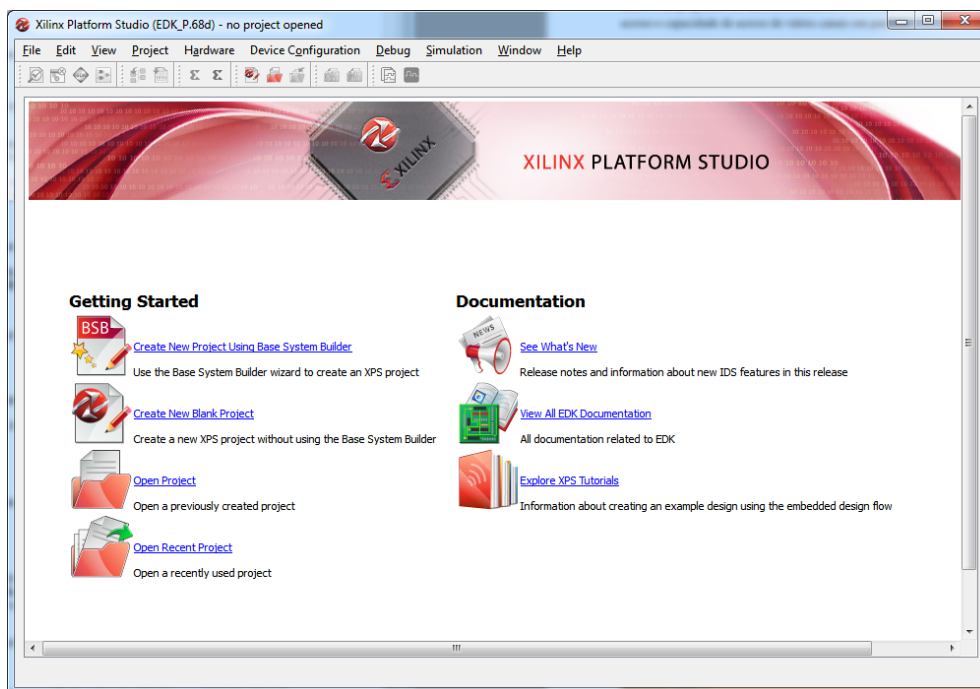 Xilinx Platform Studio (EDK_P.68d) - no project opened
File Edit View Project Hardware Device Configuration Debug Simulation Window Help
XILINX
XILINX PLATFORM STUDIO
Getting Started
BSB
Create New Project Using Base System Builder
Use the Base System Builder wizard to create an XPS project
Create New Blank Project
Create a new XPS project without using the Base System Builder
Open Project
Open a previously created project
Open Recent Project
Open a recently used project
Documentation
NEWS
See What's New
Release notes and information about new IDS features in this release
View All EDK Documentation
All documentation related to EDK
Explore XPS Tutorials
Information about creating an example design using the embedded design flow